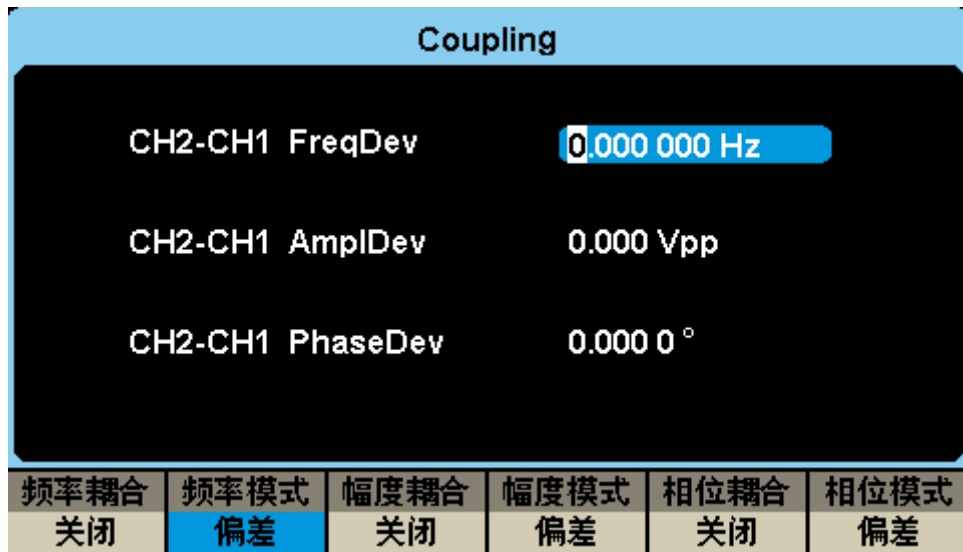 Coupling
CH2-CH1 FreqDev 0.000 000 Hz
CH2-CH1 AmplDev 0.000 Vpp
CH2-CH1 PhaseDev 0.000 0 °
频率耦合 频率模式 幅度耦合 幅度模式 相位耦合 相位模式
关闭 偏差 关闭 偏差 关闭 偏差